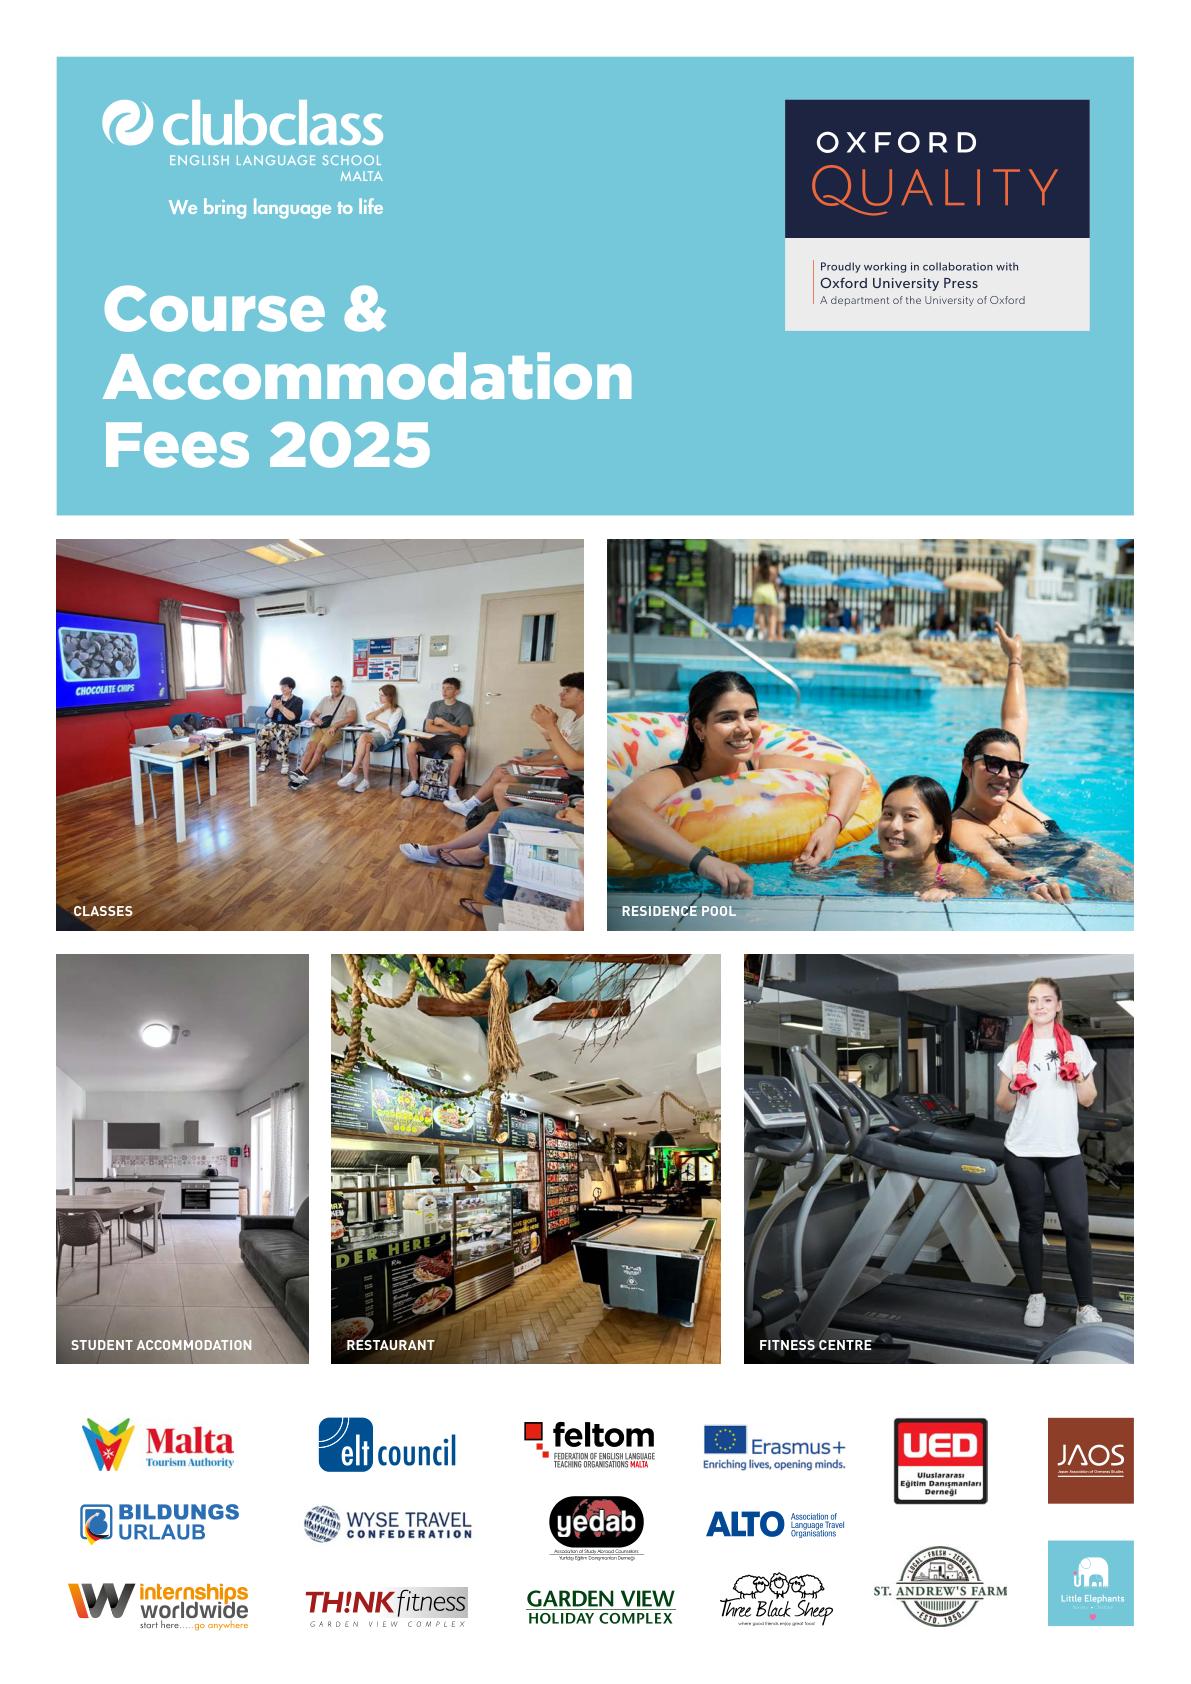 clubclass
ENGLISH LANGUAGE SCHOOL
MALTA
We bring language to life
OXFORD
QUALITY
Proudly working in collaboration with
Oxford University Press
A department of the University of Oxford
Course &
Accommodation
Fees 2025
CHOCOLATE CHIPS
CLASSES
RESIDENCE POOL
STUDENT ACCOMMODATION
DER HERE
RESTAURANT
FITNESS CENTRE
Malta
Tourism Authority
elt council
feltom
FEDERATION OF ENGLISH LANGUAGE
TEACHING ORGANISATIONS MALTA
Erasmus+
Enriching lives, opening minds.
UED
Uluslararası
Eğitim Danışmanları
Derneği
JAOS
Japan Association of Overseas Studies
BILDUNGS
URLAUB
WYSE TRAVEL
CONFEDERATION
yedab
Association of Study Abroad Counselors
Yurtdışı Eğitim Danışmanları Derneği
ALTO
Association of
Language Travel
Organisations
LOCAL · FRESH · ZERO KM
ST. ANDREW'S FARM
ESTD. 1950
Little Elephants
W
internships
worldwide
start here.....go anywhere
TH!NK fitness
GARDEN VIEW COMPLEX
GARDEN VIEW
HOLIDAY COMPLEX
Three Black Sheep
where good friends enjoy great food